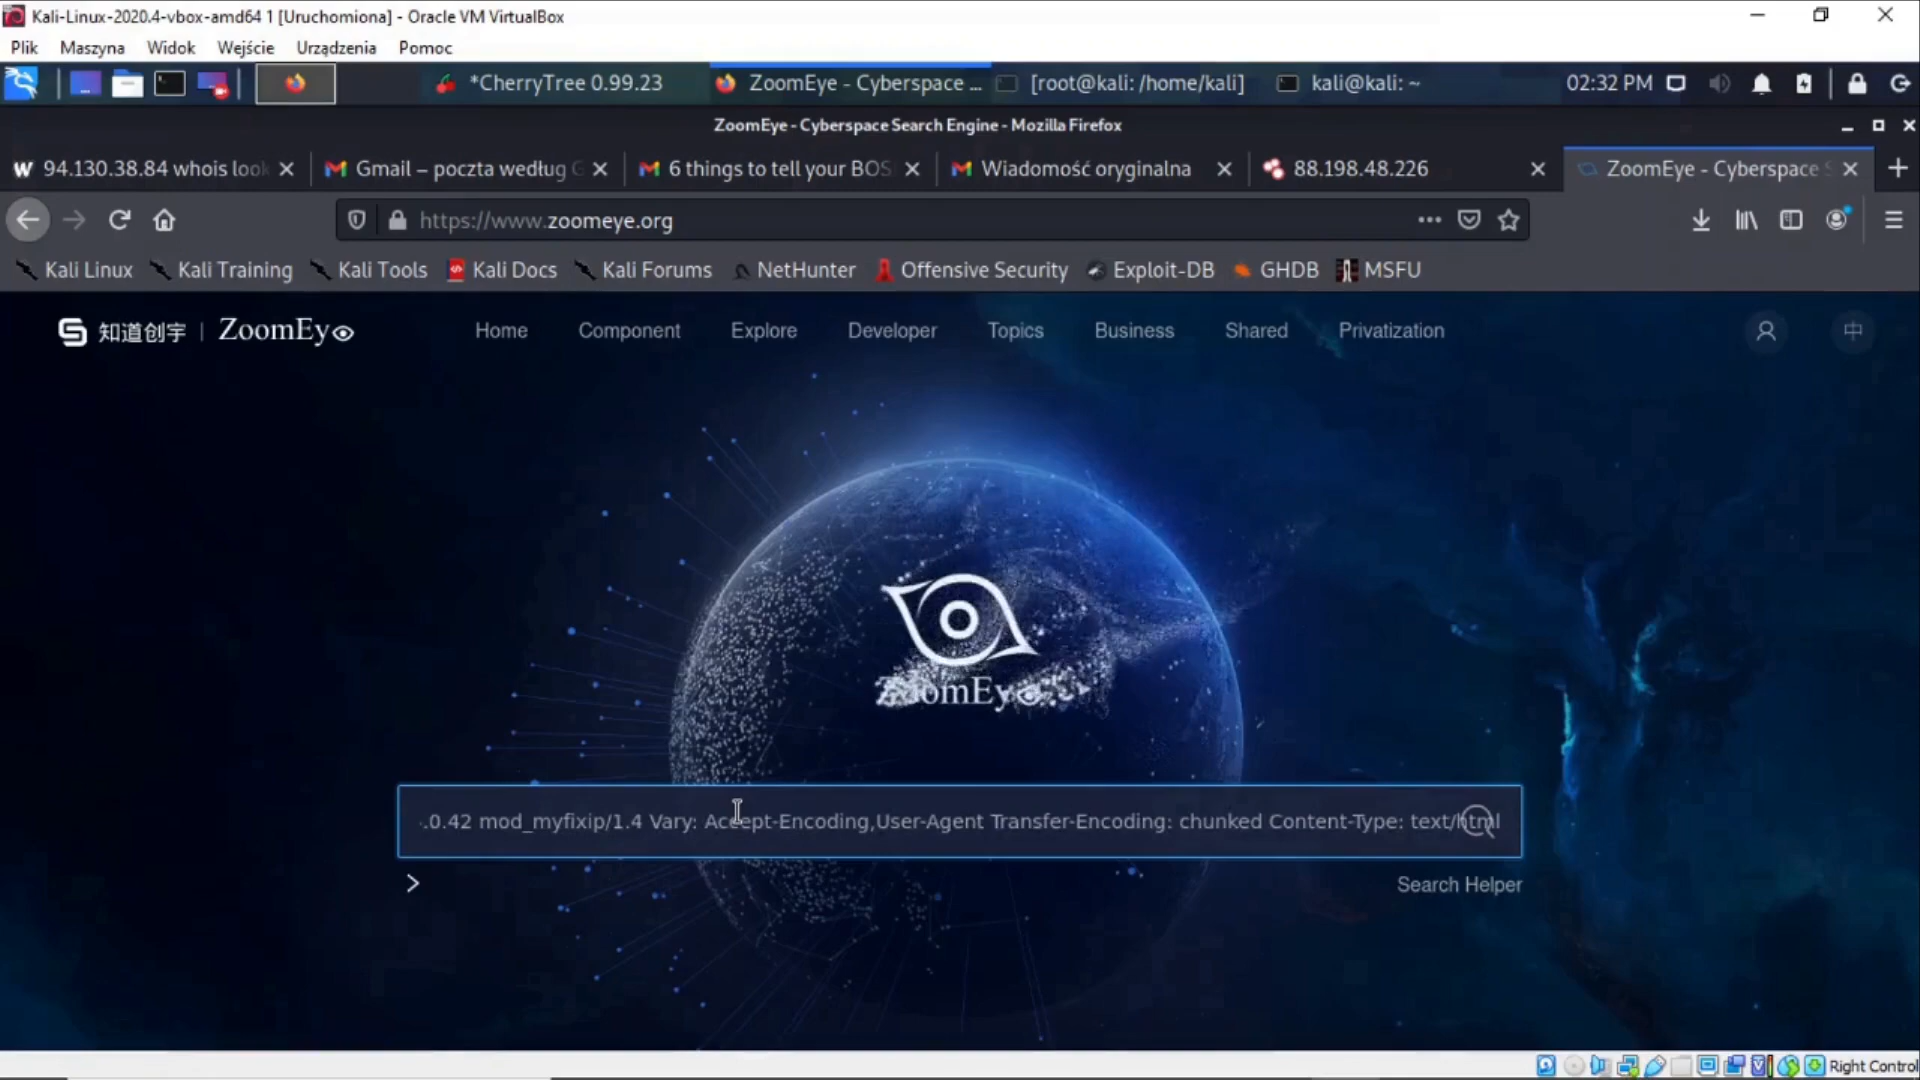 Kali-Linux-2020.4-vbox-amd64 1 [Uruchomiona] - Oracle VM VirtualBox
Plik Maszyna Widok Wejście Urządzenia Pomoc
*CherryTree 0.99.23 ZoomEye - Cyberspace ... [root@kali: /home/kali] kali@kali: ~ 02:32 PM
ZoomEye - Cyberspace Search Engine - Mozilla Firefox
94.130.38.84 whois look Gmail – poczta według G 6 things to tell your BOS Wiadomość oryginalna 88.198.48.226 ZoomEye - Cyberspace S
https://www.zoomeye.org
Kali Linux Kali Training Kali Tools Kali Docs Kali Forums NetHunter Offensive Security Exploit-DB GHDB MSFU
知道创宇 | ZoomEye Home Component Explore Developer Topics Business Shared Privatization 中
ZoomEye
.0.42 mod_myfixip/1.4 Vary: Accept-Encoding,User-Agent Transfer-Encoding: chunked Content-Type: text/html
Search Helper
Right Control